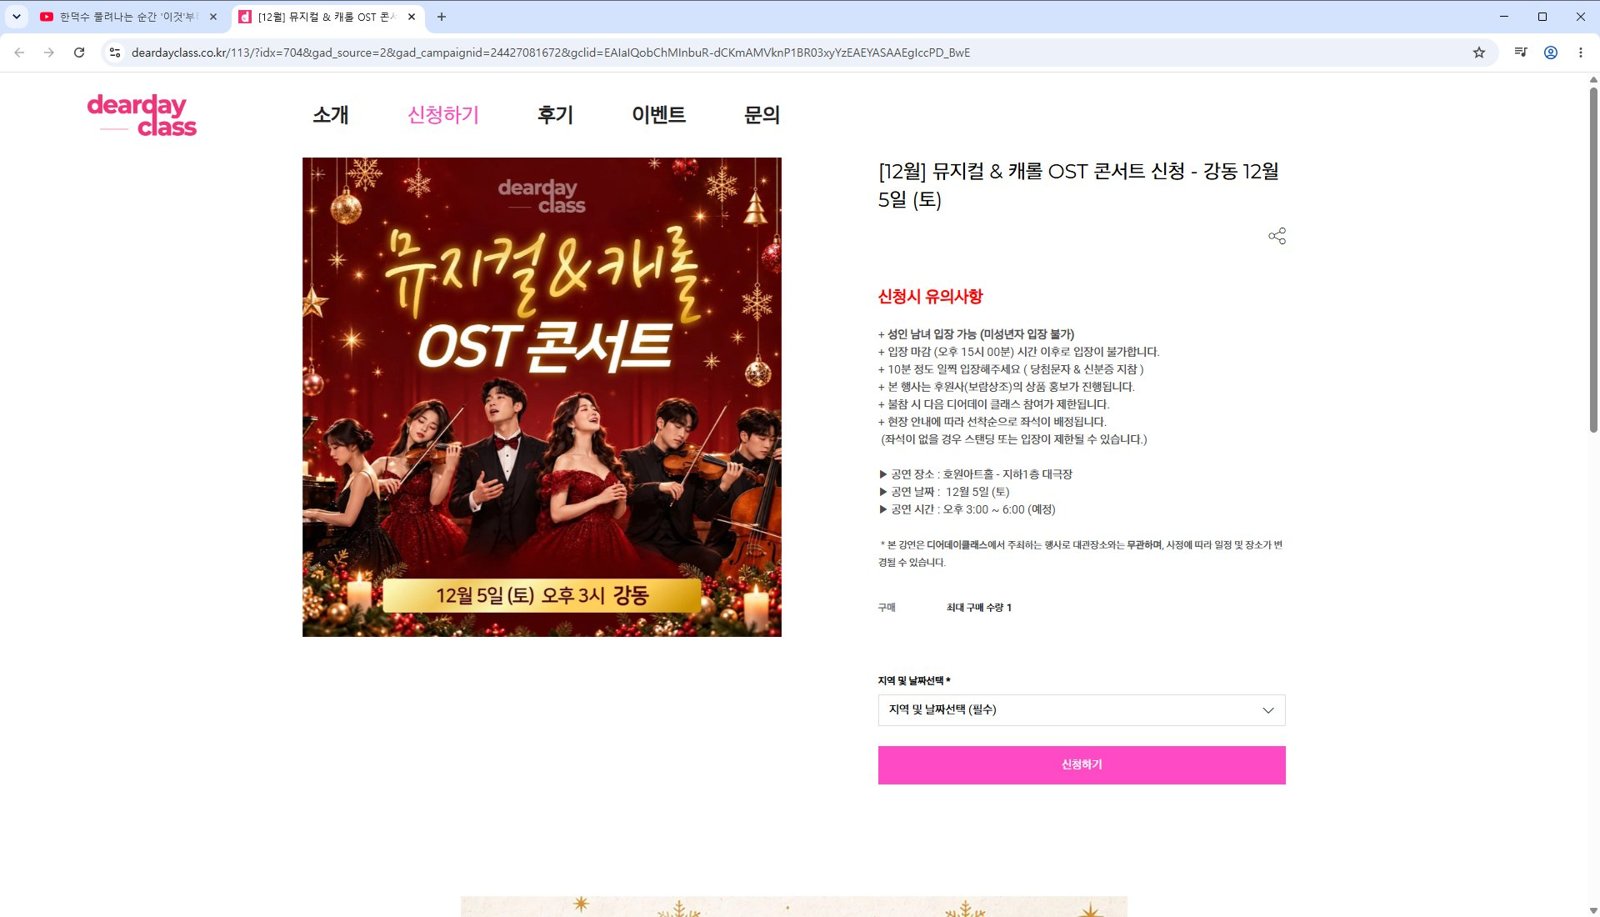 한덕수 풀려나는 순간 '이것'부터
[12월] 뮤지컬 & 캐롤 OST 콘서
deardayclass.co.kr/113/?idx=704&gad_source=2&gad_campaignid=24427081672&gclid=EAIaIQobChMInbuR-dCKmAMVknP1BR03xyYzEAEYASAAEgIccPD_BwE
dearday
class
소개
신청하기
후기
이벤트
문의
dearday
class
뮤지컬&캐롤
OST 콘서트
12월 5일 (토) 오후 3시 강동
[12월] 뮤지컬 & 캐롤 OST 콘서트 신청 - 강동 12월
5일 (토)
신청시 유의사항
+ 성인 남녀 입장 가능 (미성년자 입장 불가)
+ 입장 마감 (오후 15시 00분) 시간 이후로 입장이 불가합니다.
+ 10분 정도 일찍 입장해주세요 ( 당첨문자 & 신분증 지참 )
+ 본 행사는 후원사(보람상조)의 상품 홍보가 진행됩니다.
+ 불참 시 다음 디어데이 클래스 참여가 제한됩니다.
+ 현장 안내에 따라 선착순으로 좌석이 배정됩니다.
(좌석이 없을 경우 스탠딩 또는 입장이 제한될 수 있습니다.)
▶ 공연 장소 : 호원아트홀 - 지하1층 대극장
▶ 공연 날짜 : 12월 5일 (토)
▶ 공연 시간 : 오후 3:00 ~ 6:00 (예정)
* 본 강연은 디어데이클래스에서 주최하는 행사로 대관장소와는 무관하며, 사정에 따라 일정 및 장소가 변
경될 수 있습니다.
구매 최대 구매 수량 1
지역 및 날짜선택 *
지역 및 날짜선택 (필수)
신청하기